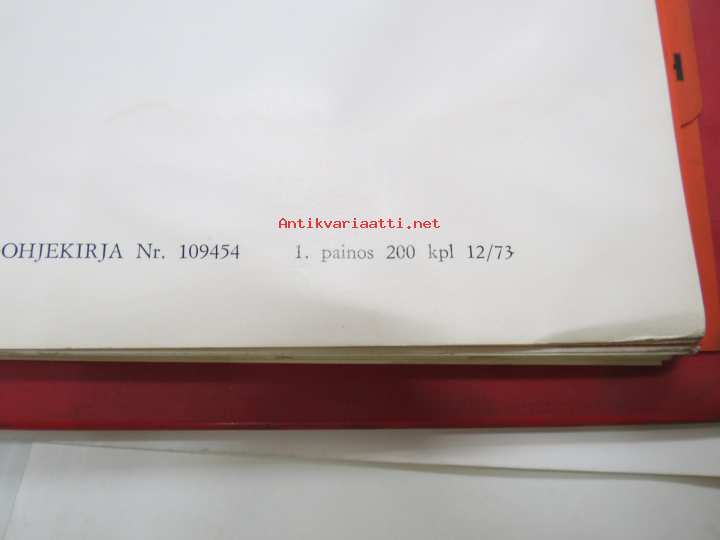 Antikvariaatti.net
OHJEKIRJA Nr. 109454 1. painos 200 kpl 12/73